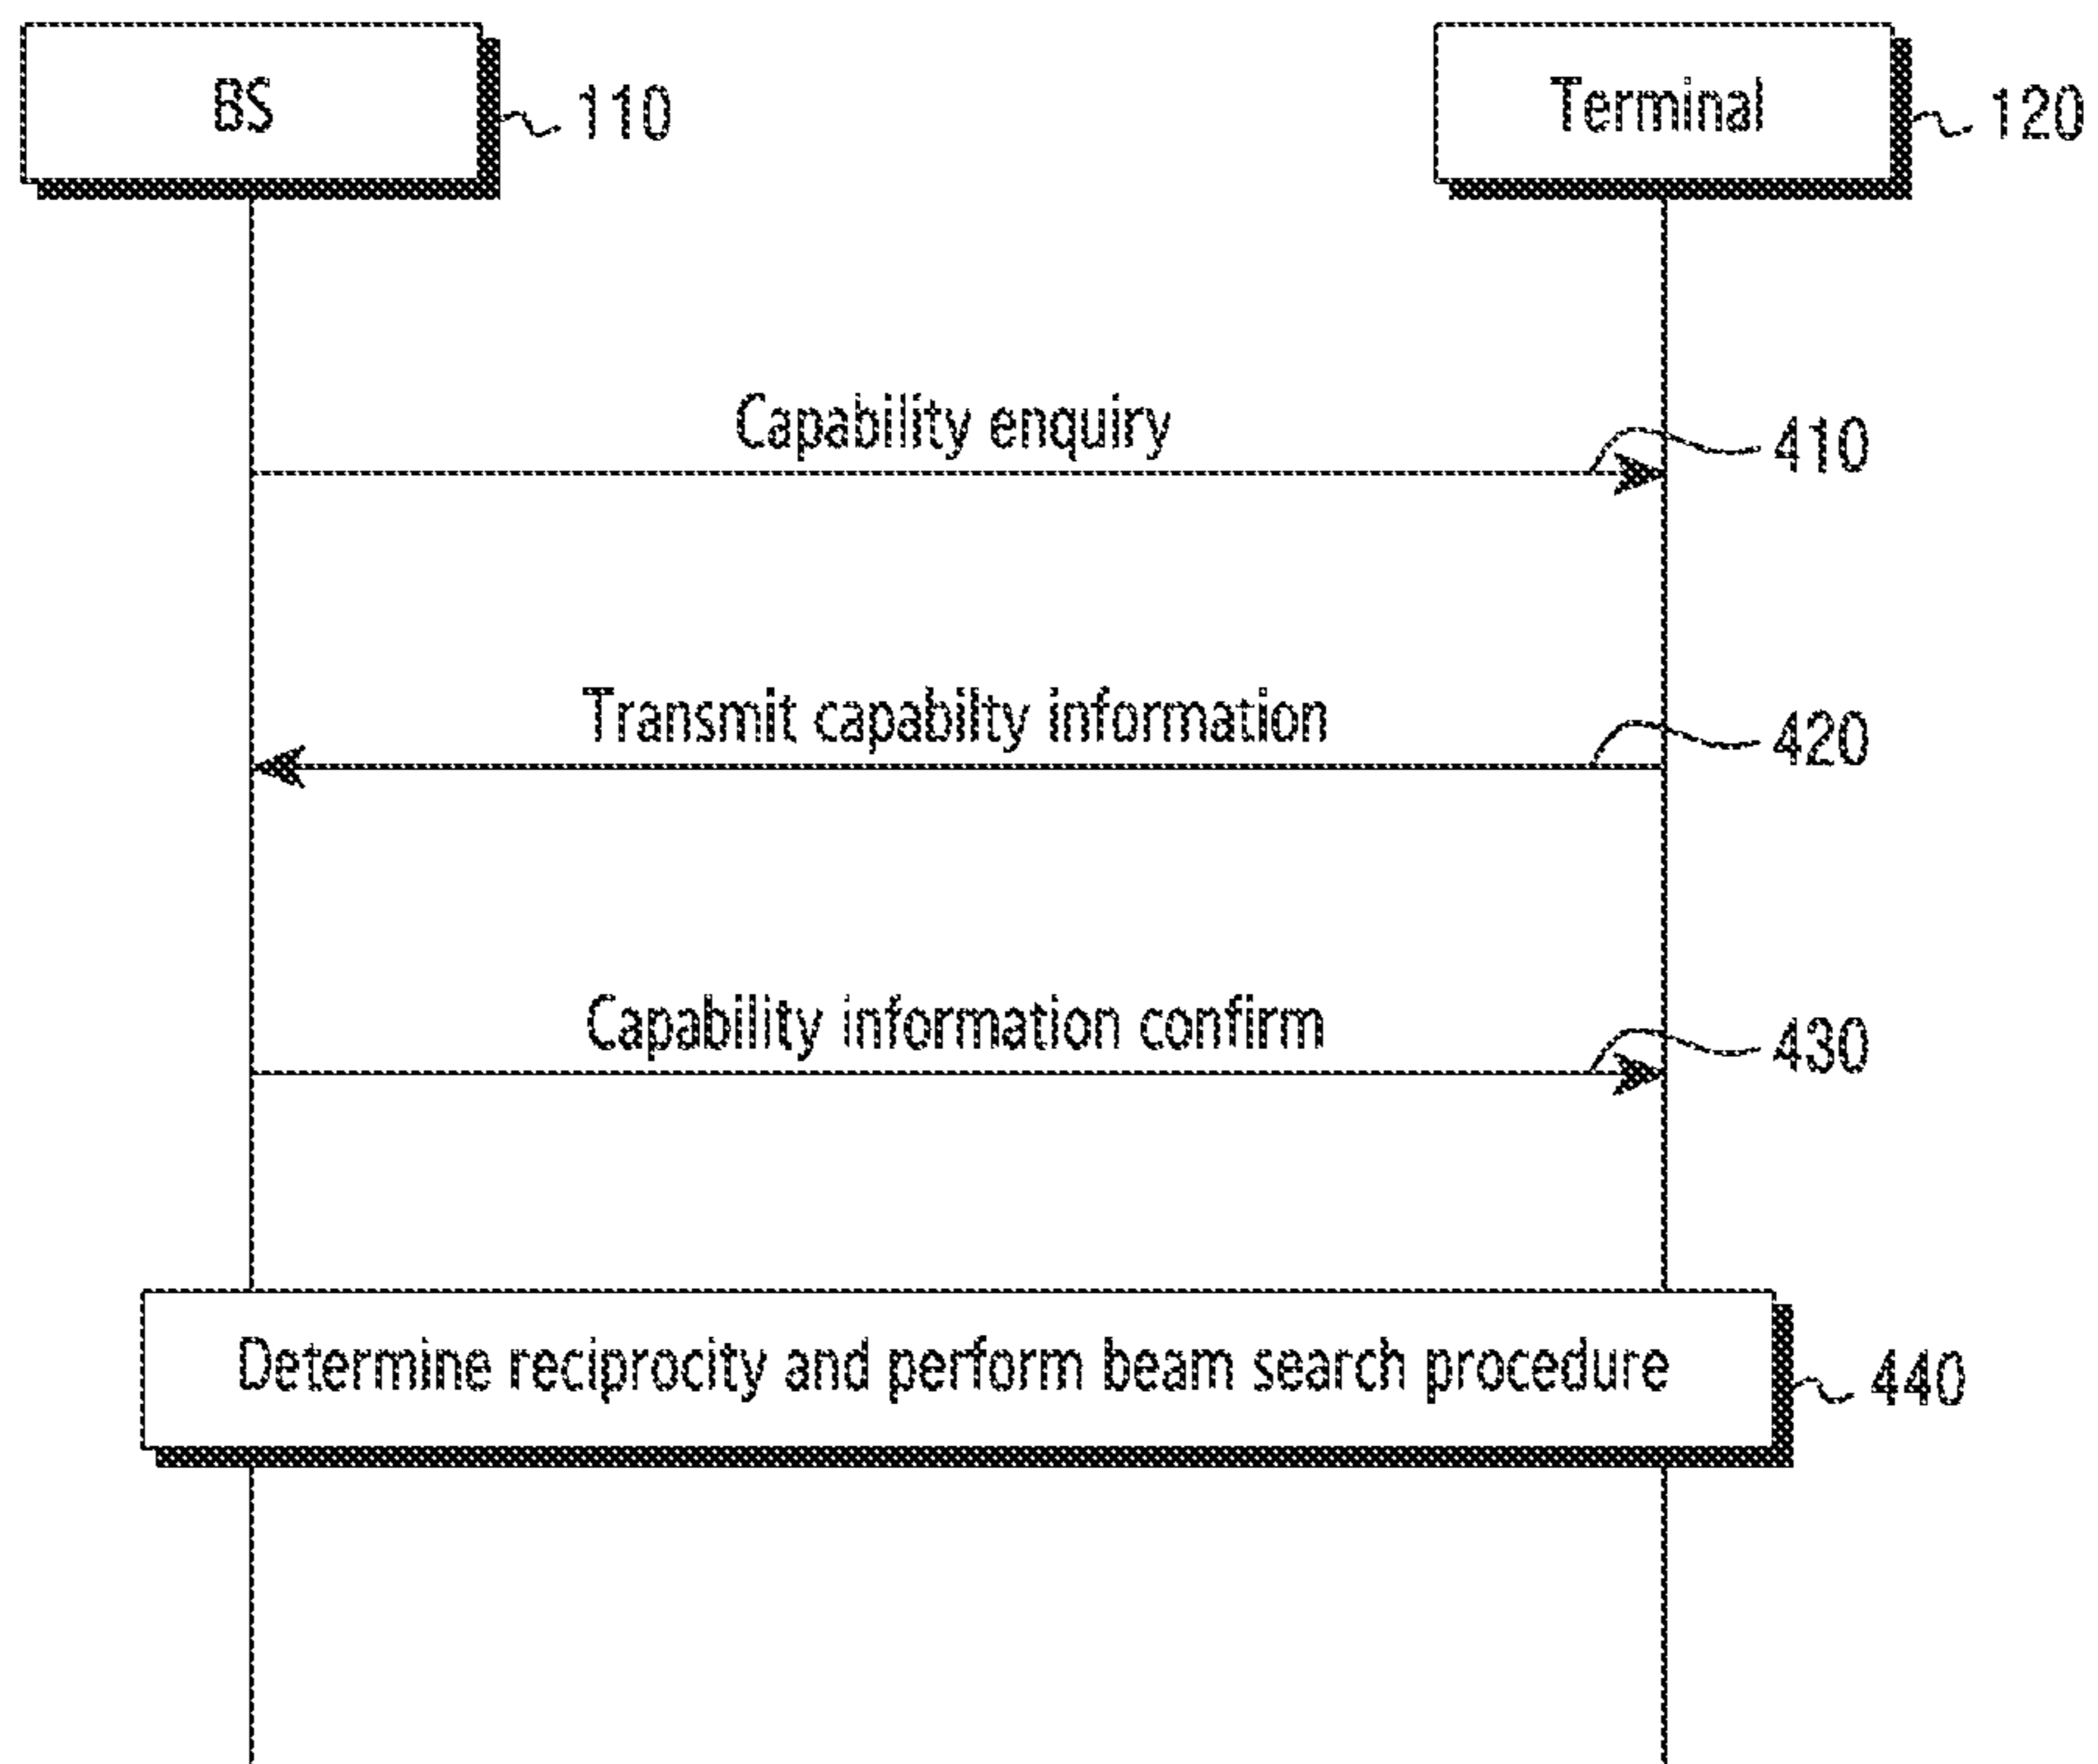 BS
110
Terminal
120
Capability enquiry
410
Transmit capabilty information
420
Capability information confirm
430
Determine reciprocity and perform beam search procedure
440